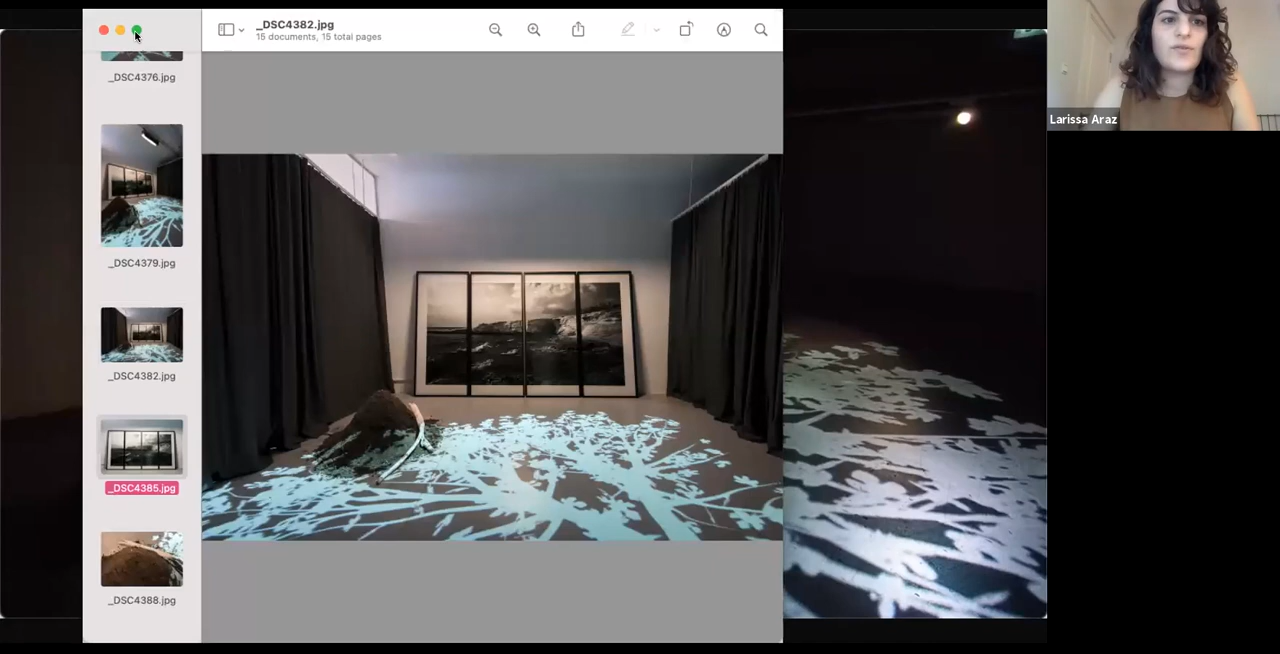 _DSC4382.jpg
15 documents, 15 total pages
_DSC4376.jpg
_DSC4379.jpg
_DSC4382.jpg
_DSC4385.jpg
_DSC4388.jpg
Larissa Araz